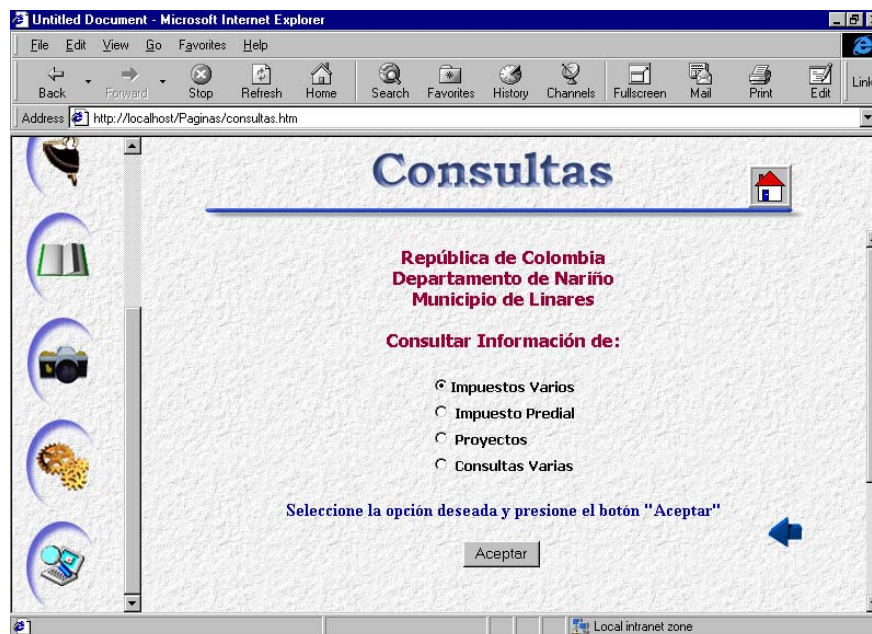 Untitled Document - Microsoft Internet Explorer
File Edit View Go Favorites Help
Back Forward Stop Refresh Home Search Favorites History Channels Fullscreen Mail Print Edit Link
Address http://localhost/Paginas/consultas.htm
Consultas
República de Colombia
Departamento de Nariño
Municipio de Linares
Consultar Información de:
Impuestos Varios
Impuesto Predial
Proyectos
Consultas Varias
Seleccione la opción deseada y presione el botón "Aceptar"
Aceptar
Local intranet zone